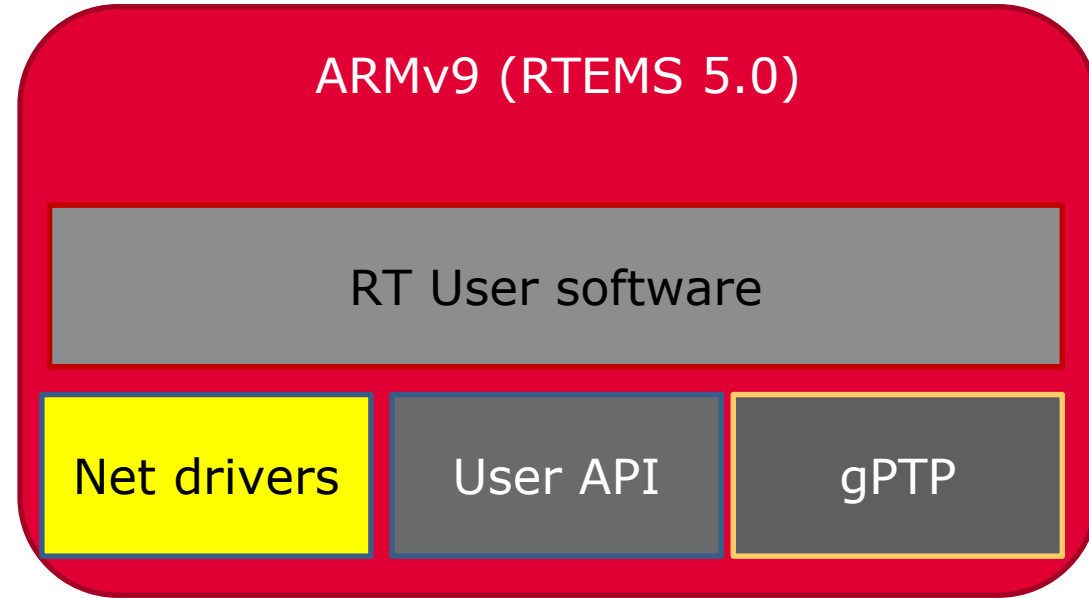 ARMv9 (RTEMS 5.0)
RT User software
Net drivers
User API
gPTP